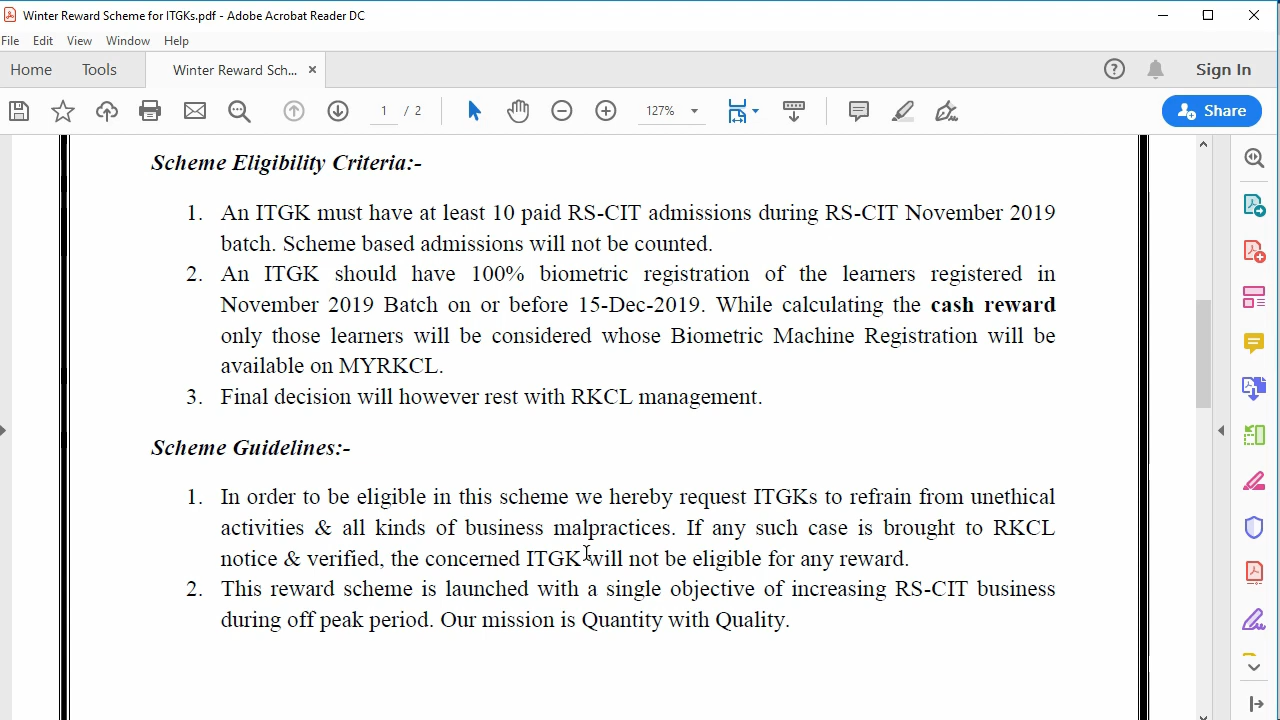 Winter Reward Scheme for ITGKs.pdf - Adobe Acrobat Reader DC
File Edit View Window Help
Home Tools Winter Reward Sch... × Sign In
1 / 2 127% Share
Scheme Eligibility Criteria:-
1. An ITGK must have at least 10 paid RS-CIT admissions during RS-CIT November 2019
batch. Scheme based admissions will not be counted.
2. An ITGK should have 100% biometric registration of the learners registered in
November 2019 Batch on or before 15-Dec-2019. While calculating the cash reward
only those learners will be considered whose Biometric Machine Registration will be
available on MYRKCL.
3. Final decision will however rest with RKCL management.
Scheme Guidelines:-
1. In order to be eligible in this scheme we hereby request ITGKs to refrain from unethical
activities & all kinds of business malpractices. If any such case is brought to RKCL
notice & verified, the concerned ITGK will not be eligible for any reward.
2. This reward scheme is launched with a single objective of increasing RS-CIT business
during off peak period. Our mission is Quantity with Quality.